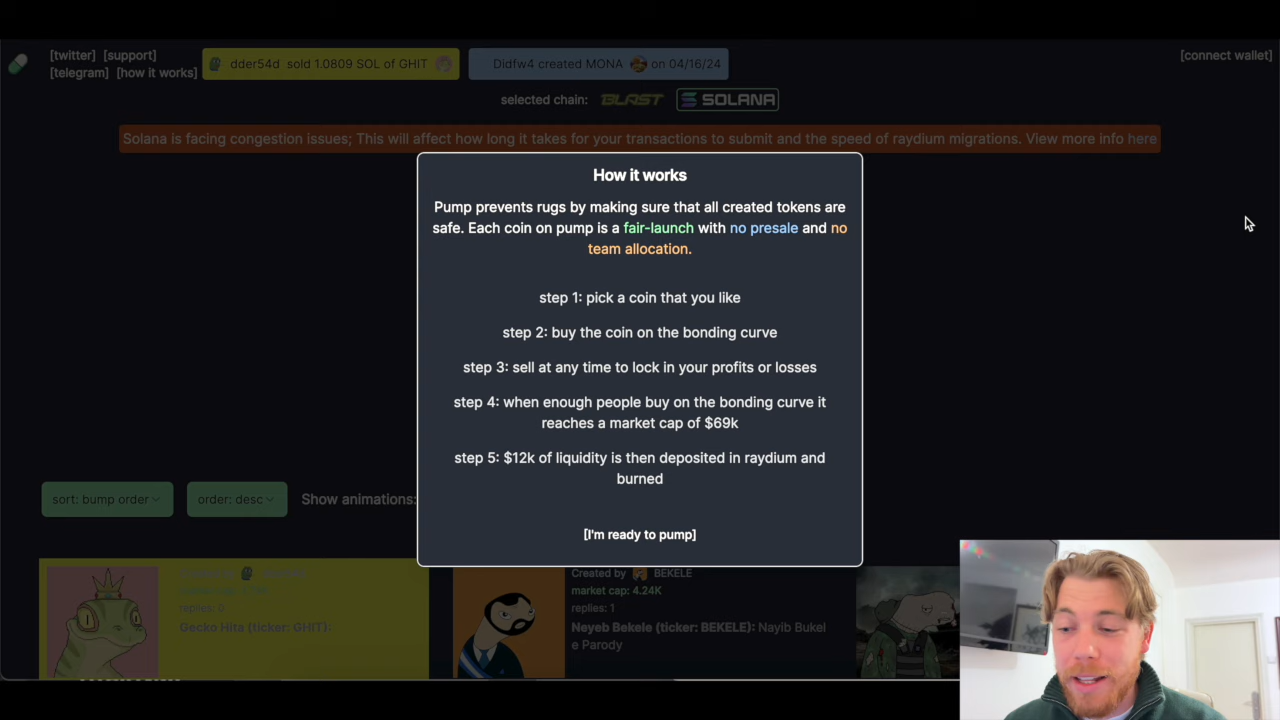 [twitter] [support]
[telegram] [how it works]
dder54d sold 1.0809 SOL of GHIT
Didfw4 created MONA on 04/16/24
[connect wallet]
selected chain: BLAST SOLANA
Solana is facing congestion issues; This will affect how long it takes for your transactions to submit and the speed of raydium migrations. View more info here
How it works
Pump prevents rugs by making sure that all created tokens are
safe. Each coin on pump is a fair-launch with no presale and no
team allocation.
step 1: pick a coin that you like
step 2: buy the coin on the bonding curve
step 3: sell at any time to lock in your profits or losses
step 4: when enough people buy on the bonding curve it
reaches a market cap of $69k
step 5: $12k of liquidity is then deposited in raydium and
burned
[I'm ready to pump]
sort: bump order
order: desc
Show animations:
replies: 0
Gecko Hita (ticker: GHIT):
Created by BEKELE
market cap: 4.24K
replies: 1
Neyeb Bekele (ticker: BEKELE): Nayib Bukel
e Parody